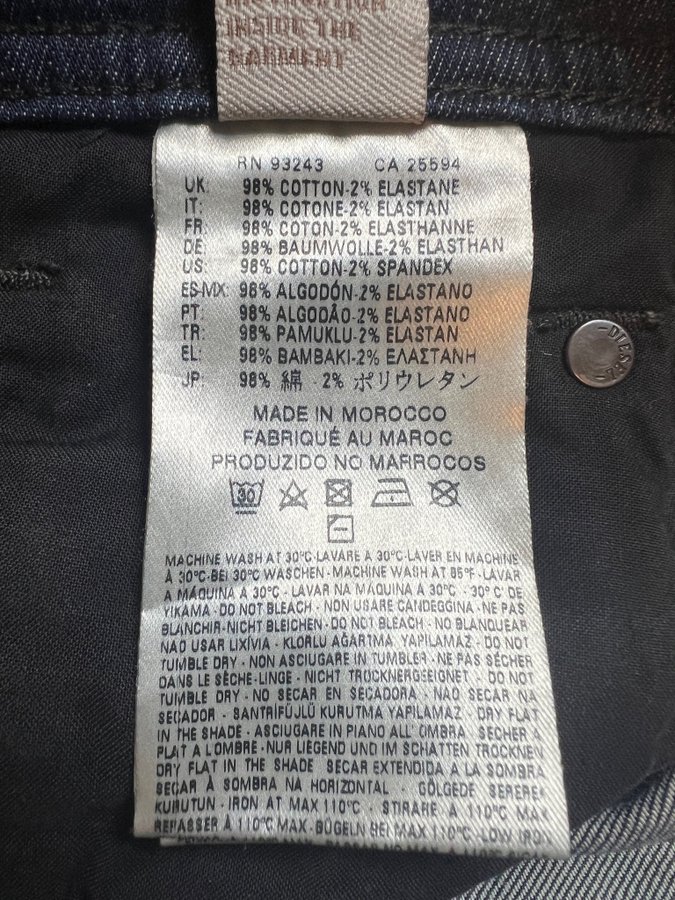 INSIDE THE
GARMENT
RN 93243 CA 25594
UK: 98% COTTON-2% ELASTANE
IT: 98% COTONE-2% ELASTAN
FR: 98% COTON-2% ELASTHANNE
DE: 98% BAUMWOLLE-2% ELASTHAN
US: 98% COTTON-2% SPANDEX
ES-MX: 98% ALGODÓN-2% ELASTANO
PT: 98% ALGODÃO-2% ELASTANO
TR: 98% PAMUKLU-2% ELASTAN
EL: 98% BAMBAKI-2% ΕΛΑΣΤΑΝΗ
JP: 98% 綿 - 2% ポリウレタン
MADE IN MOROCCO
FABRIQUÉ AU MAROC
PRODUZIDO NO MARROCOS
30
MACHINE WASH AT 30°C-LAVARE A 30°C-LAVER EN MACHINE
À 30°C-BEI 30°C WASCHEN - MACHINE WASH AT 85°F - LAVAR
A MÁQUINA A 30°C - LAVAR NA MÁQUINA A 30°C - 30° C' DE
YIKAMA - DO NOT BLEACH - NON USARE CANDEGGINA - NE PAS
BLANCHIR-NICHT BLEICHEN - DO NOT BLEACH - NO BLANQUEAR
NAO USAR LIXÍVIA - KLORLU AĞARTMA YAPILAMAZ - DO NOT
TUMBLE DRY - NON ASCIUGARE IN TUMBLER - NE PAS SÉCHER
DANS LE SÈCHE-LINGE - NICHT TROCKNERGEEIGNET - DO NOT
TUMBLE DRY - NO SECAR EN SECADORA - NAO SECAR NA
SECADOR - SANTRİFÜJLÜ KURUTMA YAPILAMAZ - DRY FLAT
IN THE SHADE - ASCIUGARE IN PIANO ALL' OMBRA SECHER A
PLAT A L'OMBRE - NUR LIEGEND UND IM SCHATTEN TROCKNEN
DRY FLAT IN THE SHADE SECAR EXTENDIDA A LA SOMBRA
SECAR À SOMBRA NA HORIZONTAL - GÖLGEDE SEREREK
KURUTUN - IRON AT MAX 110°C - STIRARE A 110°C MAX
REPASSER À 110°C MAX - BÜGELN BEI MAX 110°C - LOW IRON
DIESEL